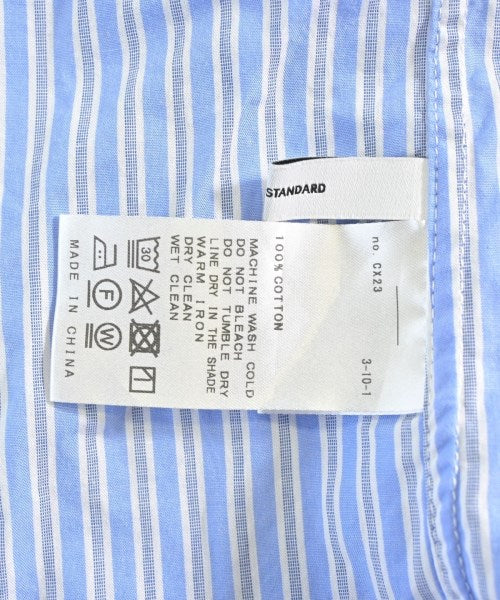 STANDARD
no. CX23
3-10-1
100% COTTON
MACHINE WASH COLD
DO NOT BLEACH
DO NOT TUMBLE DRY
LINE DRY IN THE SHADE
WARM IRON
DRY CLEAN
WET CLEAN
30
F
W
MADE IN CHINA